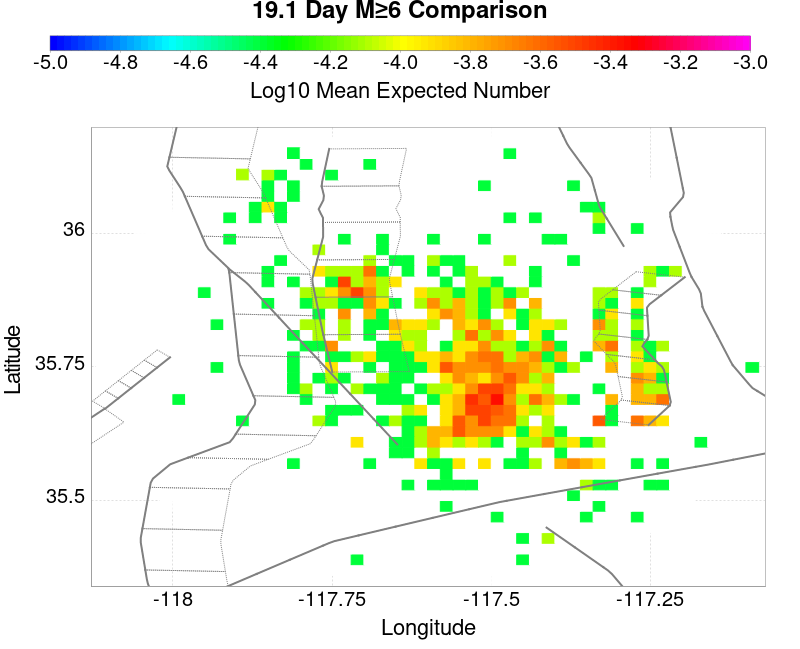 19.1 Day M≥6 Comparison
-5.0 -4.8 -4.6 -4.4 -4.2 -4.0 -3.8 -3.6 -3.4 -3.2 -3.0
Log10 Mean Expected Number
Latitude
36
35.75
35.5
-118 -117.75 -117.5 -117.25
Longitude